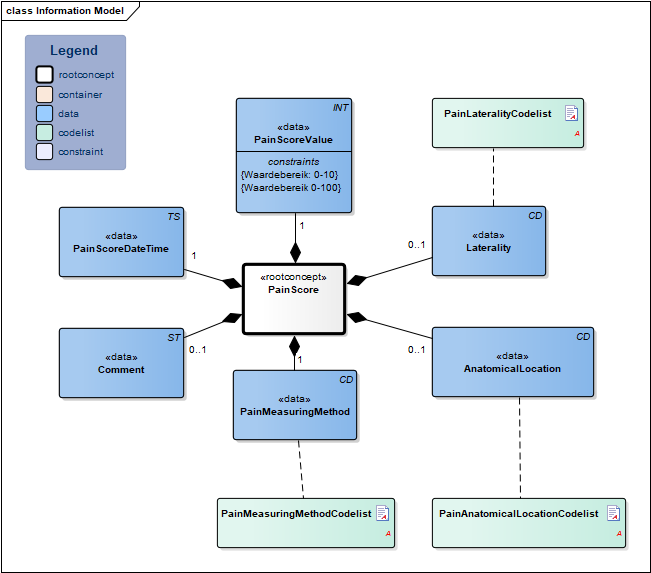 class Information Model
Legend
rootconcept
container
data
codelist
constraint
INT
«data»
PainScoreValue
constraints
{Waardebereik: 0-10}
{Waardebereik 0-100}
PainLateralityCodelist
A
TS
«data»
PainScoreDateTime
1
1
CD
«data»
Laterality
0..1
«rootconcept»
PainScore
ST
«data»
Comment
0..1
CD
«data»
AnatomicalLocation
0..1
1
CD
«data»
PainMeasuringMethod
PainMeasuringMethodCodelist
A
PainAnatomicalLocationCodelist
A